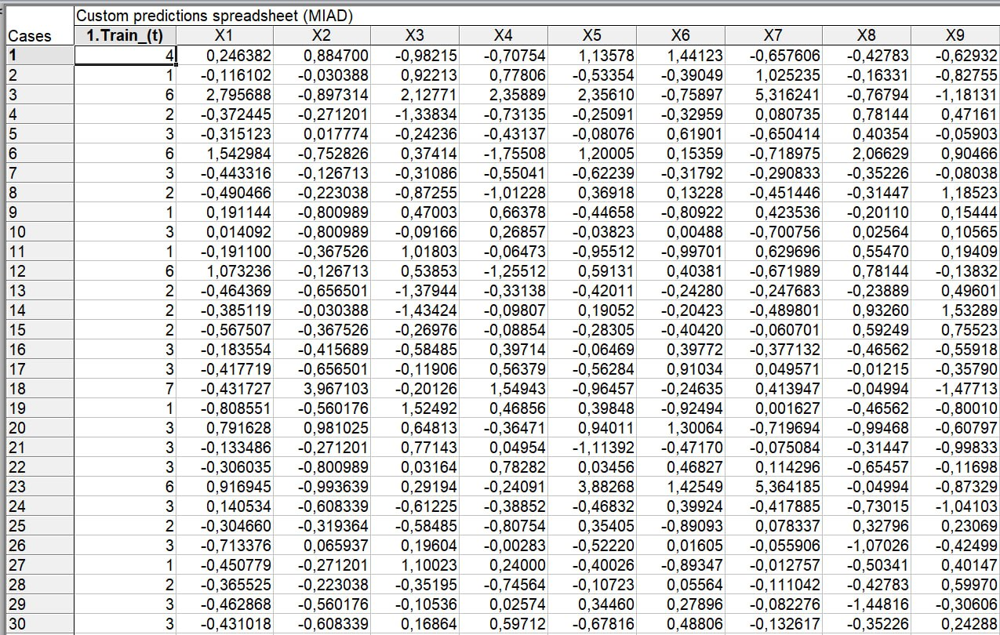 Custom predictions spreadsheet (MIAD)
Cases 1.Train_(t) X1 X2 X3 X4 X5 X6 X7 X8 X9
1 4 0,246382 0,884700 -0,98215 -0,70754 1,13578 1,44123 -0,657606 -0,42783 -0,62932
2 1 -0,116102 -0,030388 0,92213 0,77806 -0,53354 -0,39049 1,025235 -0,16331 -0,82755
3 6 2,795688 -0,897314 2,12771 2,35889 2,35610 -0,75897 5,316241 -0,76794 -1,18131
4 2 -0,372445 -0,271201 -1,33834 -0,73135 -0,25091 -0,32959 0,080735 0,78144 0,47161
5 3 -0,315123 0,017774 -0,24236 -0,43137 -0,08076 0,61901 -0,650414 0,40354 -0,05903
6 6 1,542984 -0,752826 0,37414 -1,75508 1,20005 0,15359 -0,718975 2,06629 0,90466
7 3 -0,443316 -0,126713 -0,31086 -0,55041 -0,62239 -0,31792 -0,290833 -0,35226 -0,08038
8 2 -0,490466 -0,223038 -0,87255 -1,01228 0,36918 0,13228 -0,451446 -0,31447 1,18523
9 1 0,191144 -0,800989 0,47003 0,66378 -0,44658 -0,80922 0,423536 -0,20110 0,15444
10 3 0,014092 -0,800989 -0,09166 0,26857 -0,03823 0,00488 -0,700756 0,02564 0,10565
11 1 -0,191100 -0,367526 1,01803 -0,06473 -0,95512 -0,99701 0,629696 0,55470 0,19409
12 6 1,073236 -0,126713 0,53853 -1,25512 0,59131 0,40381 -0,671989 0,78144 -0,13832
13 2 -0,464369 -0,656501 -1,37944 -0,33138 -0,42011 -0,24280 -0,247683 -0,23889 0,49601
14 2 -0,385119 -0,030388 -1,43424 -0,09807 0,19052 -0,20423 -0,489801 0,93260 1,53289
15 2 -0,567507 -0,367526 -0,26976 -0,08854 -0,28305 -0,40420 -0,060701 0,59249 0,75523
16 3 -0,183554 -0,415689 -0,58485 0,39714 -0,06469 0,39772 -0,377132 -0,46562 -0,55918
17 3 -0,417719 -0,656501 -0,11906 0,56379 -0,56284 0,91034 0,049571 -0,01215 -0,35790
18 7 -0,431727 3,967103 -0,20126 1,54943 -0,96457 -0,24635 0,413947 -0,04994 -1,47713
19 1 -0,808551 -0,560176 1,52492 0,46856 0,39848 -0,92494 0,001627 -0,46562 -0,80010
20 3 0,791628 0,981025 0,64813 -0,36471 0,94011 1,30064 -0,719694 -0,99468 -0,60797
21 3 -0,133486 -0,271201 0,77143 0,04954 -1,11392 -0,47170 -0,075084 -0,31447 -0,99833
22 3 -0,306035 -0,800989 0,03164 0,78282 0,03456 0,46827 0,114296 -0,65457 -0,11698
23 6 0,916945 -0,993639 0,29194 -0,24091 3,88268 1,42549 5,364185 -0,04994 -0,87329
24 3 0,140534 -0,608339 -0,61225 -0,38852 -0,46832 0,39924 -0,417885 -0,73015 -1,04103
25 2 -0,304660 -0,319364 -0,58485 -0,80754 0,35405 -0,89093 0,078337 0,32796 0,23069
26 3 -0,713376 0,065937 0,19604 -0,00283 -0,52220 0,01605 -0,055906 -1,07026 -0,42499
27 1 -0,450779 -0,271201 1,10023 0,24000 -0,40026 -0,89347 -0,012757 -0,50341 0,40147
28 2 -0,365525 -0,223038 -0,35195 -0,74564 -0,10723 0,05564 -0,111042 -0,42783 0,59970
29 3 -0,462868 -0,560176 -0,10536 0,02574 0,34460 0,27896 -0,082276 -1,44816 -0,30606
30 3 -0,431018 -0,608339 0,16864 0,59712 -0,67816 0,48806 -0,132617 -0,35226 0,24288